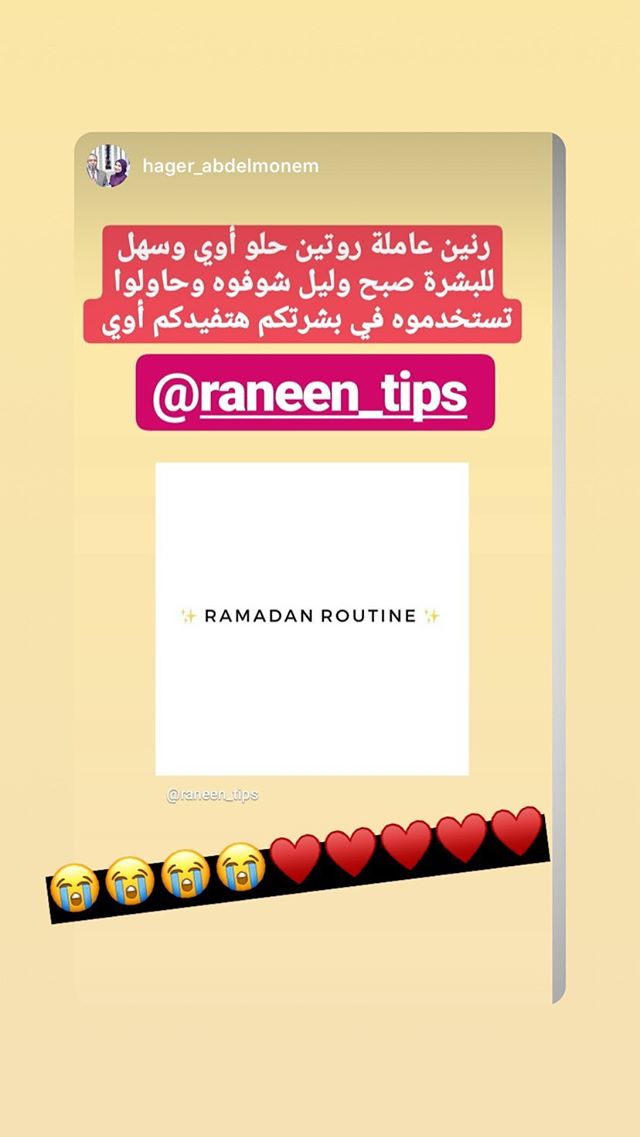 hager_abdelmonem
رنين عاملة روتين حلو أوي وسهل
للبشرة صبح وليل شوفوه وحاولوا
تستخدموه في بشرتكم هتفيدكم أوي
@raneen_tips
✨ RAMADAN ROUTINE ✨
@raneen_tips
😭😭😭😭♥️♥️♥️♥️♥️